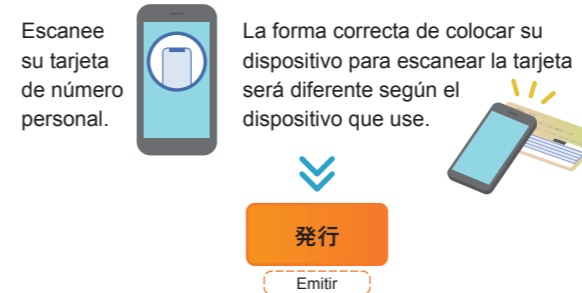 Escanee
su tarjeta
de número
personal.
La forma correcta de colocar su
dispositivo para escanear la tarjeta
será diferente según el
dispositivo que use.
発行
Emitir